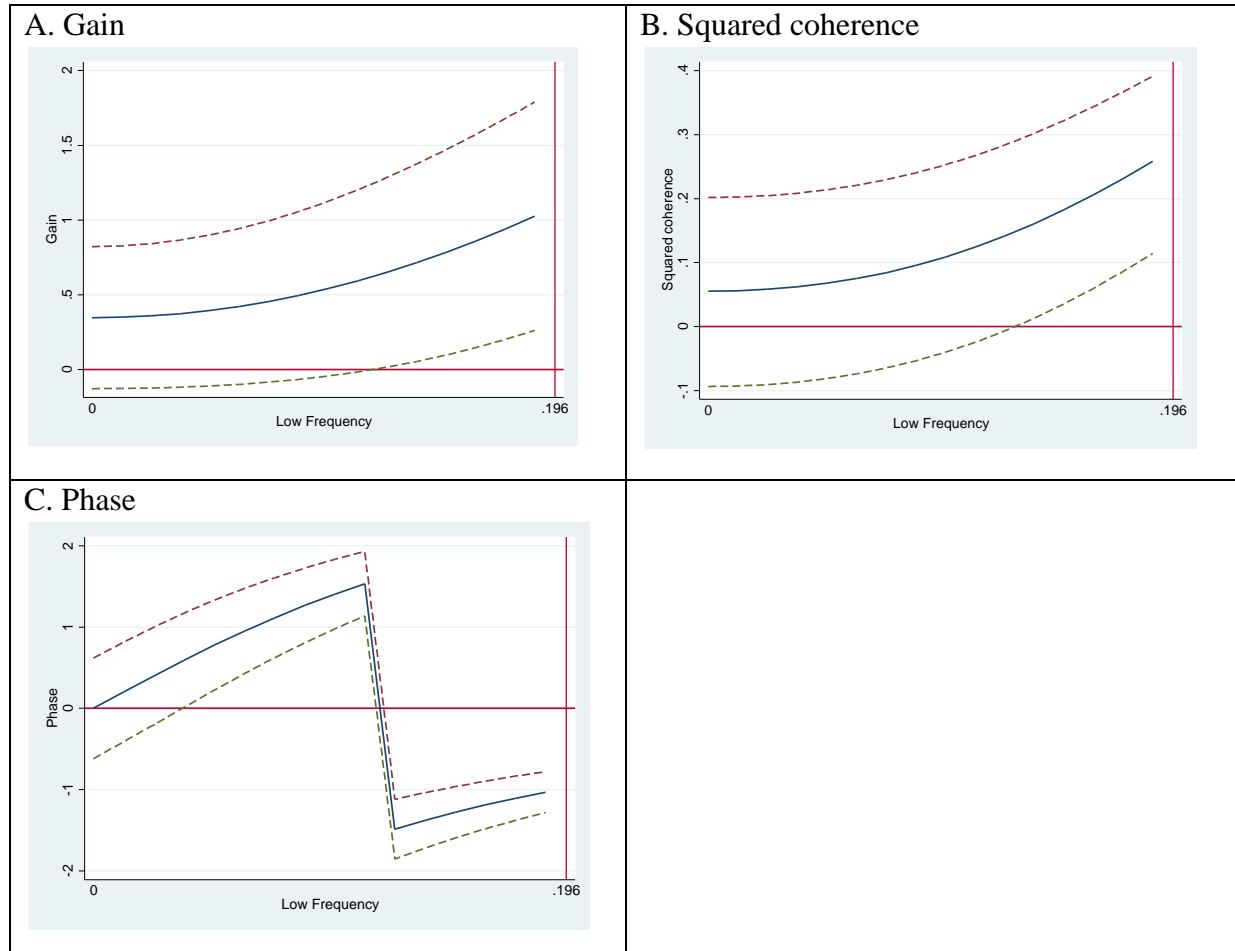 A. Gain
2
1.5
1
.5
0
Gain
0
.196
Low Frequency
B. Squared coherence
.4
.3
.2
.1
0
-.1
Squared coherence
0
.196
Low Frequency
C. Phase
2
1
0
-1
-2
Phase
0
.196
Low Frequency